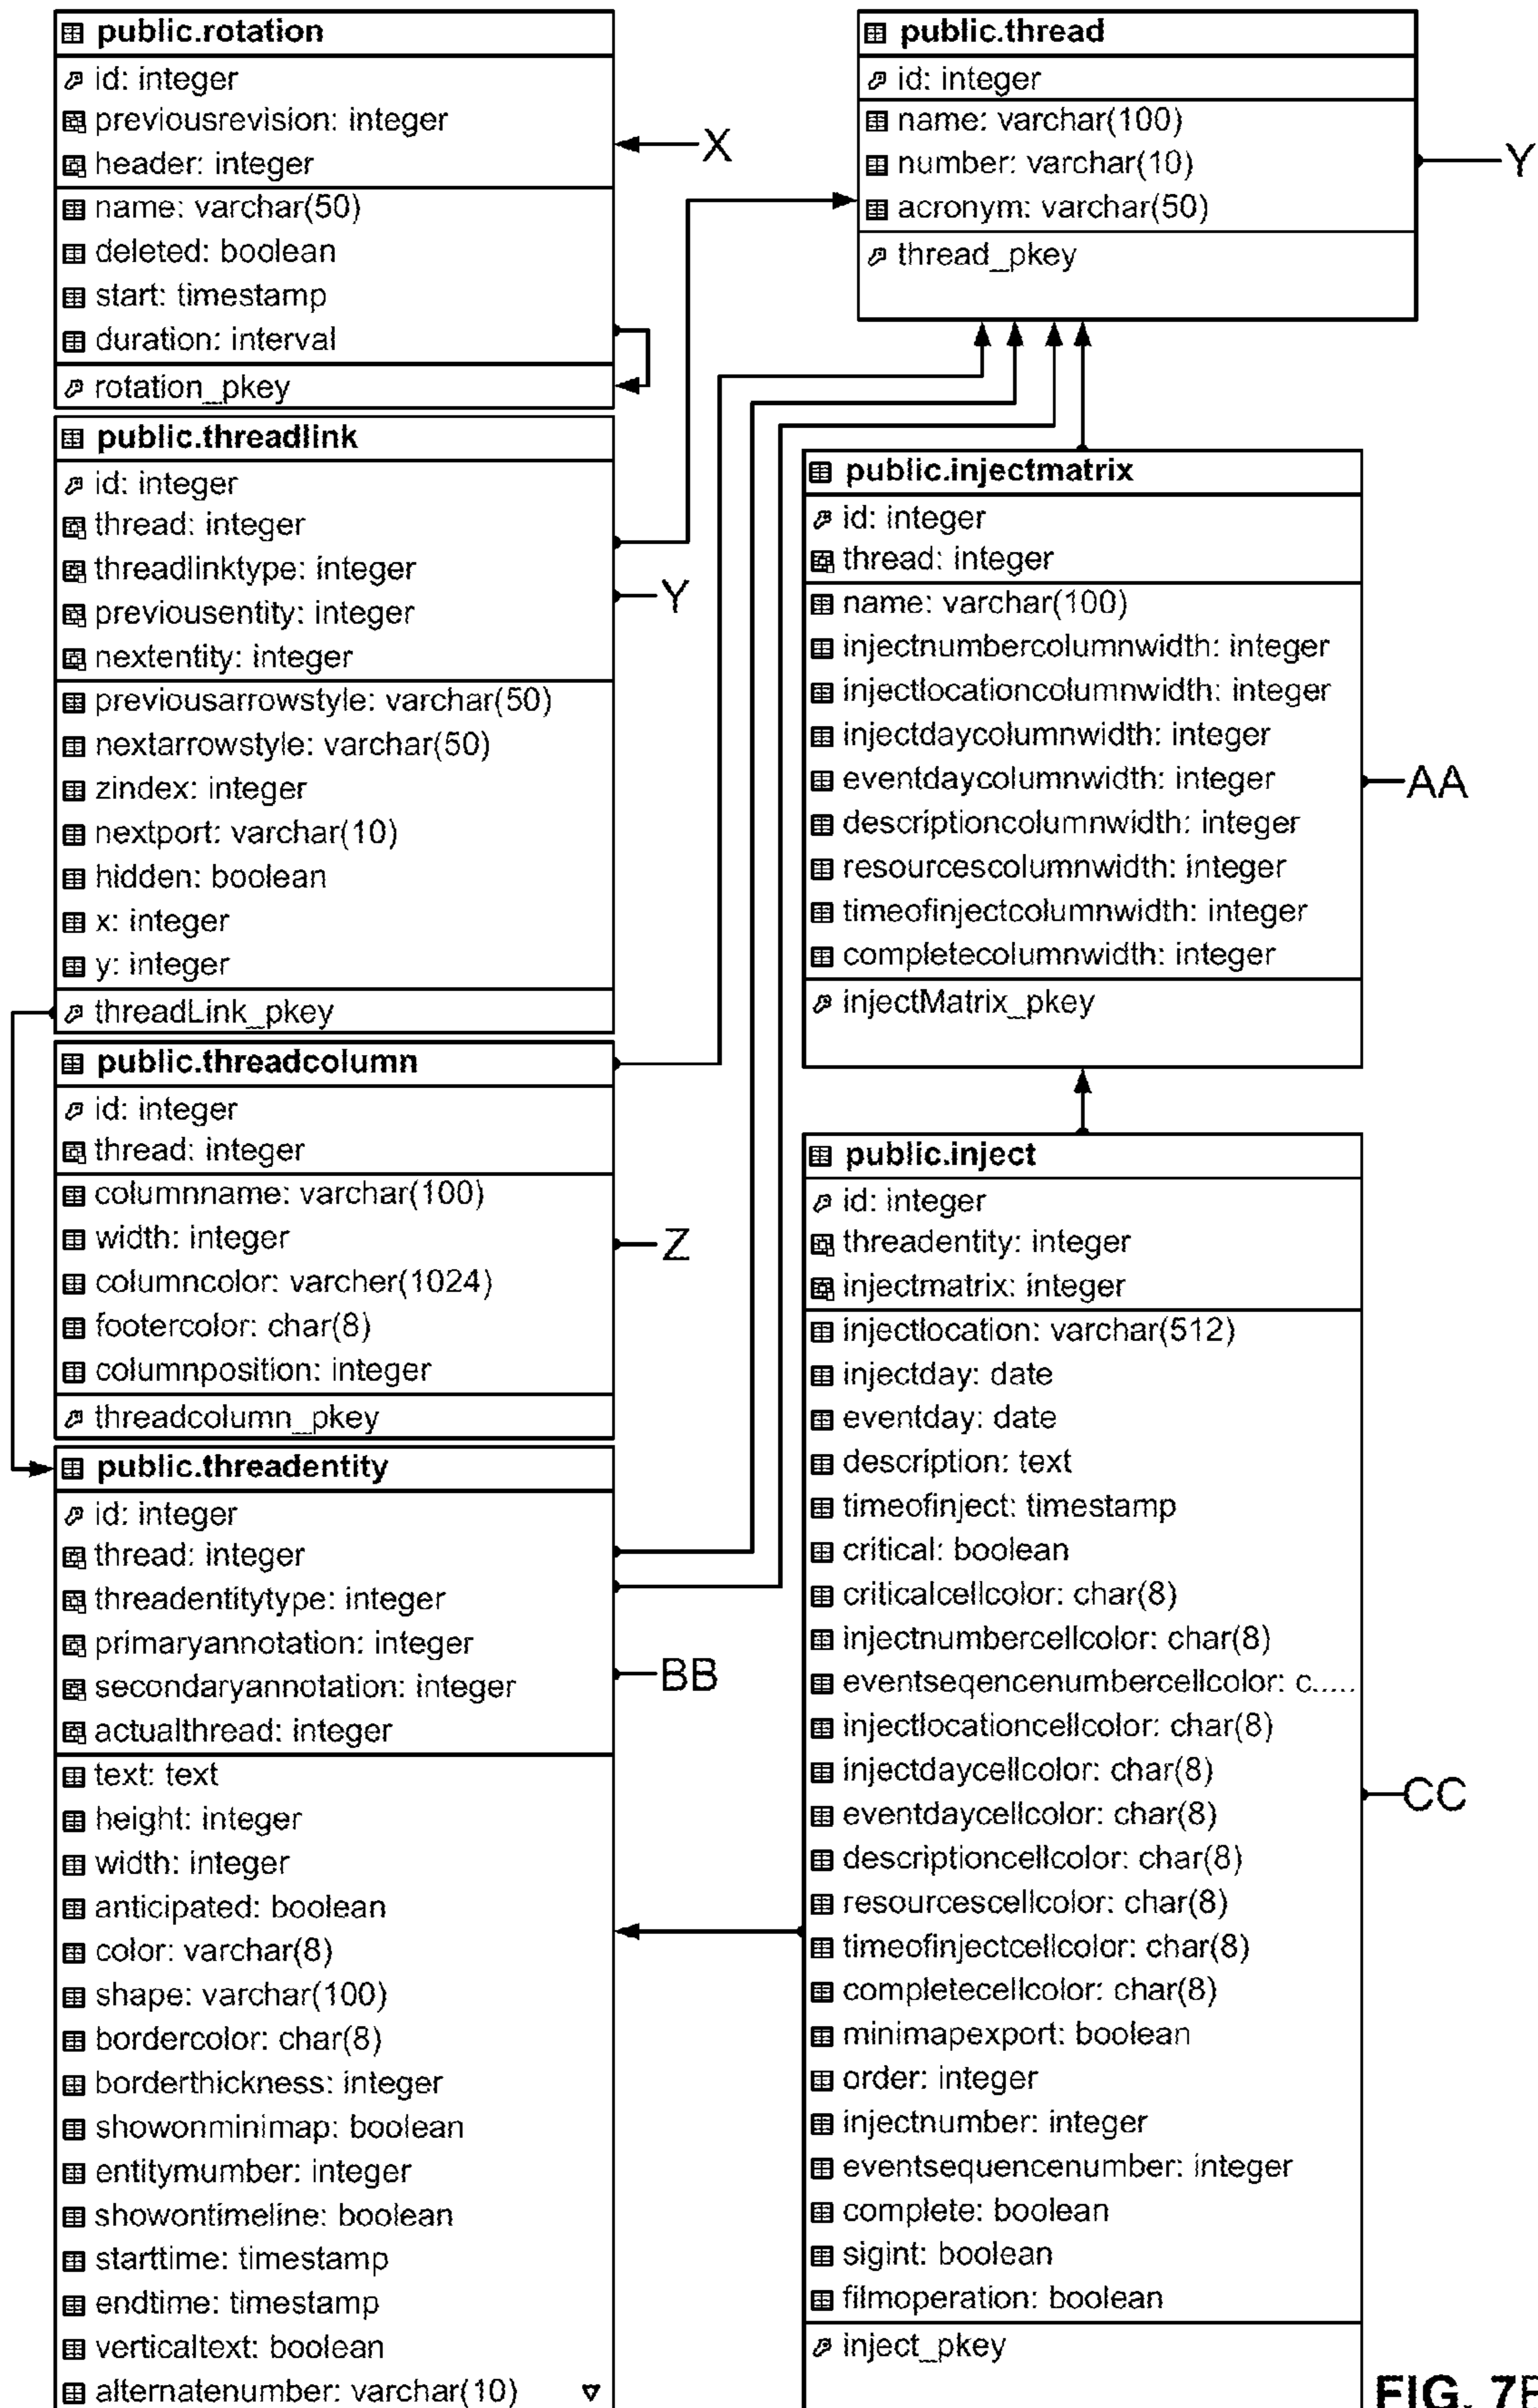 public.rotation
id: integer
previousrevision: integer
header: integer
name: varchar(50)
deleted: boolean
start: timestamp
duration: interval
rotation_pkey
X
public.thread
id: integer
name: varchar(100)
number: varchar(10)
acronym: varchar(50)
thread_pkey
Y
public.threadlink
id: integer
thread: integer
threadlinktype: integer
previousentity: integer
nextentity: integer
previousarrowstyle: varchar(50)
nextarrowstyle: varchar(50)
zindex: integer
nextport: varchar(10)
hidden: boolean
x: integer
y: integer
threadLink_pkey
Y
public.injectmatrix
id: integer
thread: integer
name: varchar(100)
injectnumbercolumnwidth: integer
injectlocationcolumnwidth: integer
injectdaycolumnwidth: integer
eventdaycolumnwidth: integer
descriptioncolumnwidth: integer
resourcescolumnwidth: integer
timeofinjectcolumnwidth: integer
completecolumnwidth: integer
injectMatrix_pkey
AA
public.threadcolumn
id: integer
thread: integer
columnname: varchar(100)
width: integer
columncolor: varcher(1024)
footercolor: char(8)
columnposition: integer
threadcolumn_pkey
Z
public.threadentity
id: integer
thread: integer
threadentitytype: integer
primaryannotation: integer
secondaryannotation: integer
actualthread: integer
text: text
height: integer
width: integer
anticipated: boolean
color: varchar(8)
shape: varchar(100)
bordercolor: char(8)
borderthickness: integer
showonminimap: boolean
entitymumber: integer
showontimeline: boolean
starttime: timestamp
endtime: timestamp
verticaltext: boolean
alternatenumber: varchar(10)
BB
public.inject
id: integer
threadentity: integer
injectmatrix: integer
injectlocation: varchar(512)
injectday: date
eventday: date
description: text
timeofinject: timestamp
critical: boolean
criticalcellcolor: char(8)
injectnumbercellcolor: char(8)
eventseqencenumbercellcolor: c.....
injectlocationcellcolor: char(8)
injectdaycellcolor: char(8)
eventdaycellcolor: char(8)
descriptioncellcolor: char(8)
resourcescellcolor: char(8)
timeofinjectcellcolor: char(8)
completecellcolor: char(8)
minimapexport: boolean
order: integer
injectnumber: integer
eventsequencenumber: integer
complete: boolean
sigint: boolean
filmoperation: boolean
inject_pkey
CC
FIG. 7B